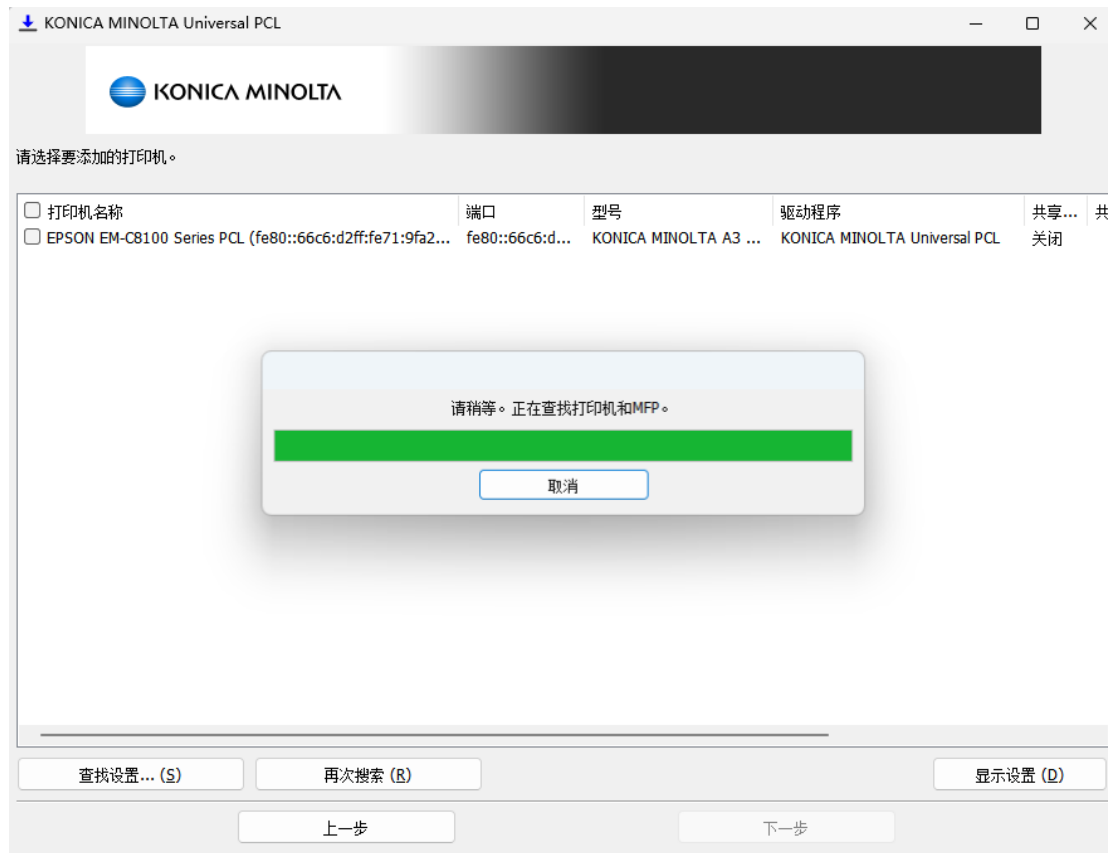 KONICA MINOLTA Universal PCL
KONICA MINOLTA
请选择要添加的打印机。
打印机名称 端口 型号 驱动程序 共享... 共
EPSON EM-C8100 Series PCL (fe80::66c6:d2ff:fe71:9fa2... fe80::66c6:d... KONICA MINOLTA A3 ... KONICA MINOLTA Universal PCL 关闭
请稍等。正在查找打印机和MFP。
取消
查找设置... (S) 再次搜索 (R) 显示设置 (D)
上一步 下一步